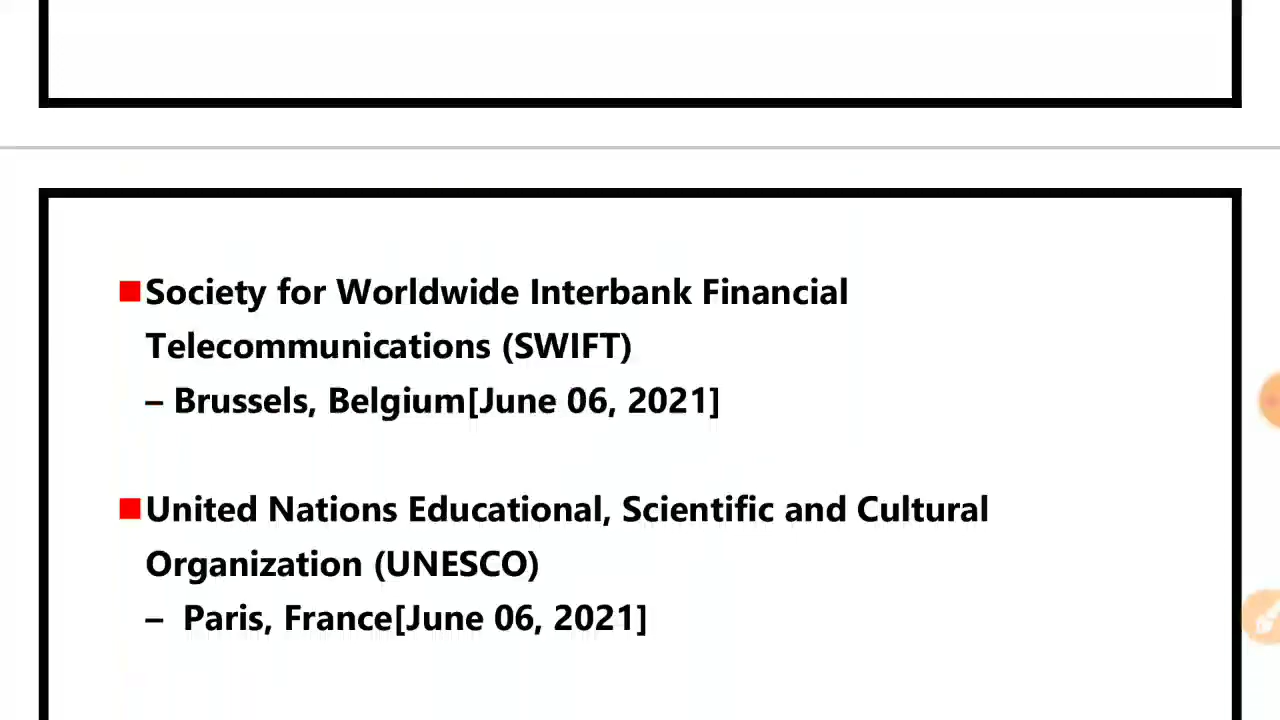 ■Society for Worldwide Interbank Financial
Telecommunications (SWIFT)
– Brussels, Belgium[June 06, 2021]
■United Nations Educational, Scientific and Cultural
Organization (UNESCO)
–  Paris, France[June 06, 2021]